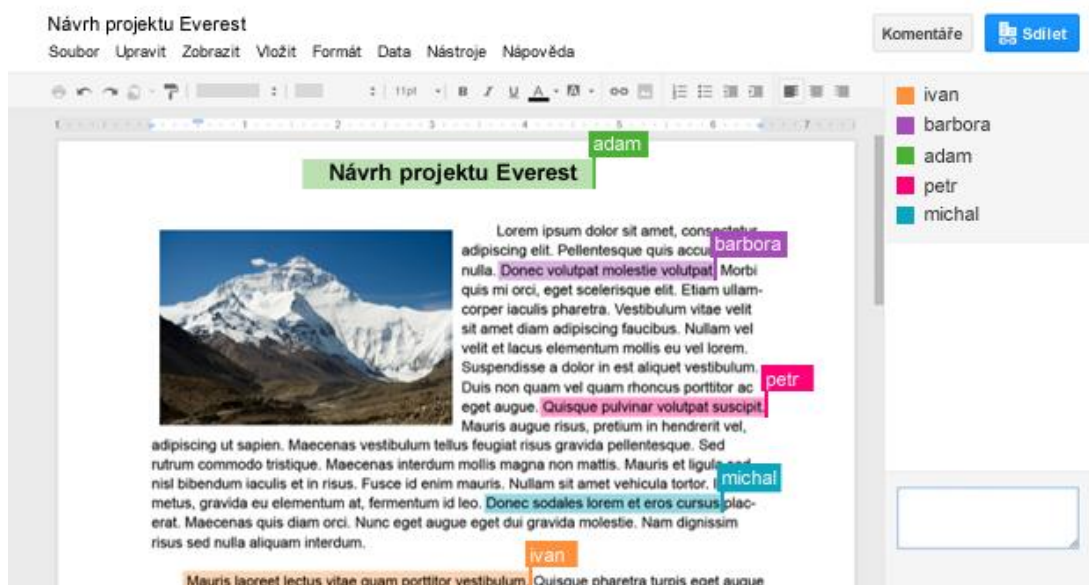 Návrh projektu Everest
Komentáře
Sdílet
Soubor Upravit Zobrazit Vložit Formát Data Nástroje Nápověda
11pt B I U A
1 2 3 4 5 6 7
ivan
barbora
adam
petr
michal
adam
Návrh projektu Everest
Lorem ipsum dolor sit amet, consectetur
barbora
adipiscing elit. Pellentesque quis
nulla. Donec volutpat molestie volutpat. Morbi
quis mi orci, eget scelerisque elit. Etiam ullam-
corper iaculis pharetra. Vestibulum vitae velit
sit amet diam adipiscing faucibus. Nullam vel
velit et lacus elementum mollis eu vel lorem.
Suspendisse a dolor in est aliquet vestibulum.
petr
Duis non quam vel quam rhoncus porttitor ac
eget augue. Quisque pulvinar volutpat suscipit.
Mauris augue risus, pretium in hendrerit vel,
adipiscing ut sapien. Maecenas vestibulum tellus feugiat risus gravida pellentesque. Sed
rutrum commodo tristique. Maecenas interdum mollis magna non mattis. Mauris et ligula sed
michal
nisl bibendum iaculis et in risus. Fusce id enim mauris. Nullam sit amet vehicula tortor.
metus, gravida eu elementum at, fermentum id leo. Donec sodales lorem et eros cursus plac-
erat. Maecenas quis diam orci. Nunc eget augue eget dui gravida molestie. Nam dignissim
risus sed nulla aliquam interdum.
ivan
Mauris laoreet lectus vitae quam porttitor vestibulum. Quisque pharetra turpis eget augue